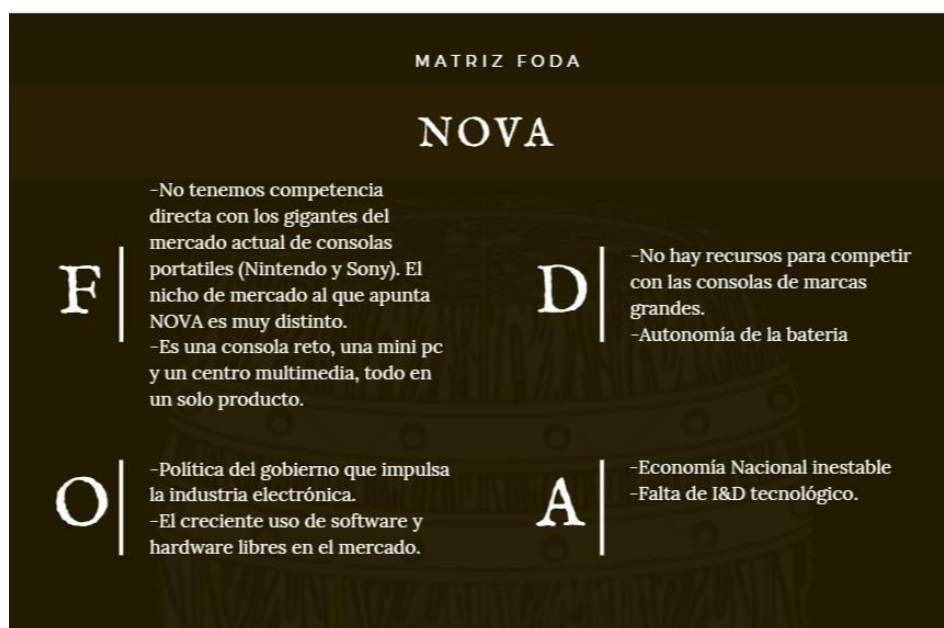 MATRIZ FODA
NOVA
F
-No tenemos competencia
directa con los gigantes del
mercado actual de consolas
portatiles (Nintendo y Sony). El
nicho de mercado al que apunta
NOVA es muy distinto.
-Es una consola reto, una mini pc
y un centro multimedia, todo en
un solo producto.
D
-No hay recursos para competir
con las consolas de marcas
grandes.
-Autonomía de la bateria
O
-Política del gobierno que impulsa
la industria electrónica.
-El creciente uso de software y
hardware libres en el mercado.
A
-Economía Nacional inestable
-Falta de I&D tecnológico.